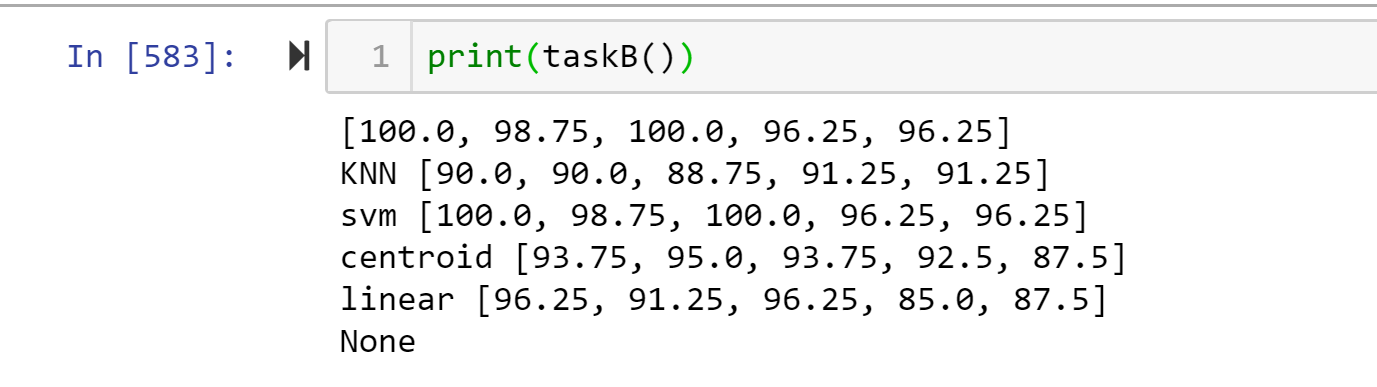 In [583]: 1 print(taskB())
[100.0, 98.75, 100.0, 96.25, 96.25]
KNN [90.0, 90.0, 88.75, 91.25, 91.25]
svm [100.0, 98.75, 100.0, 96.25, 96.25]
centroid [93.75, 95.0, 93.75, 92.5, 87.5]
linear [96.25, 91.25, 96.25, 85.0, 87.5]
None